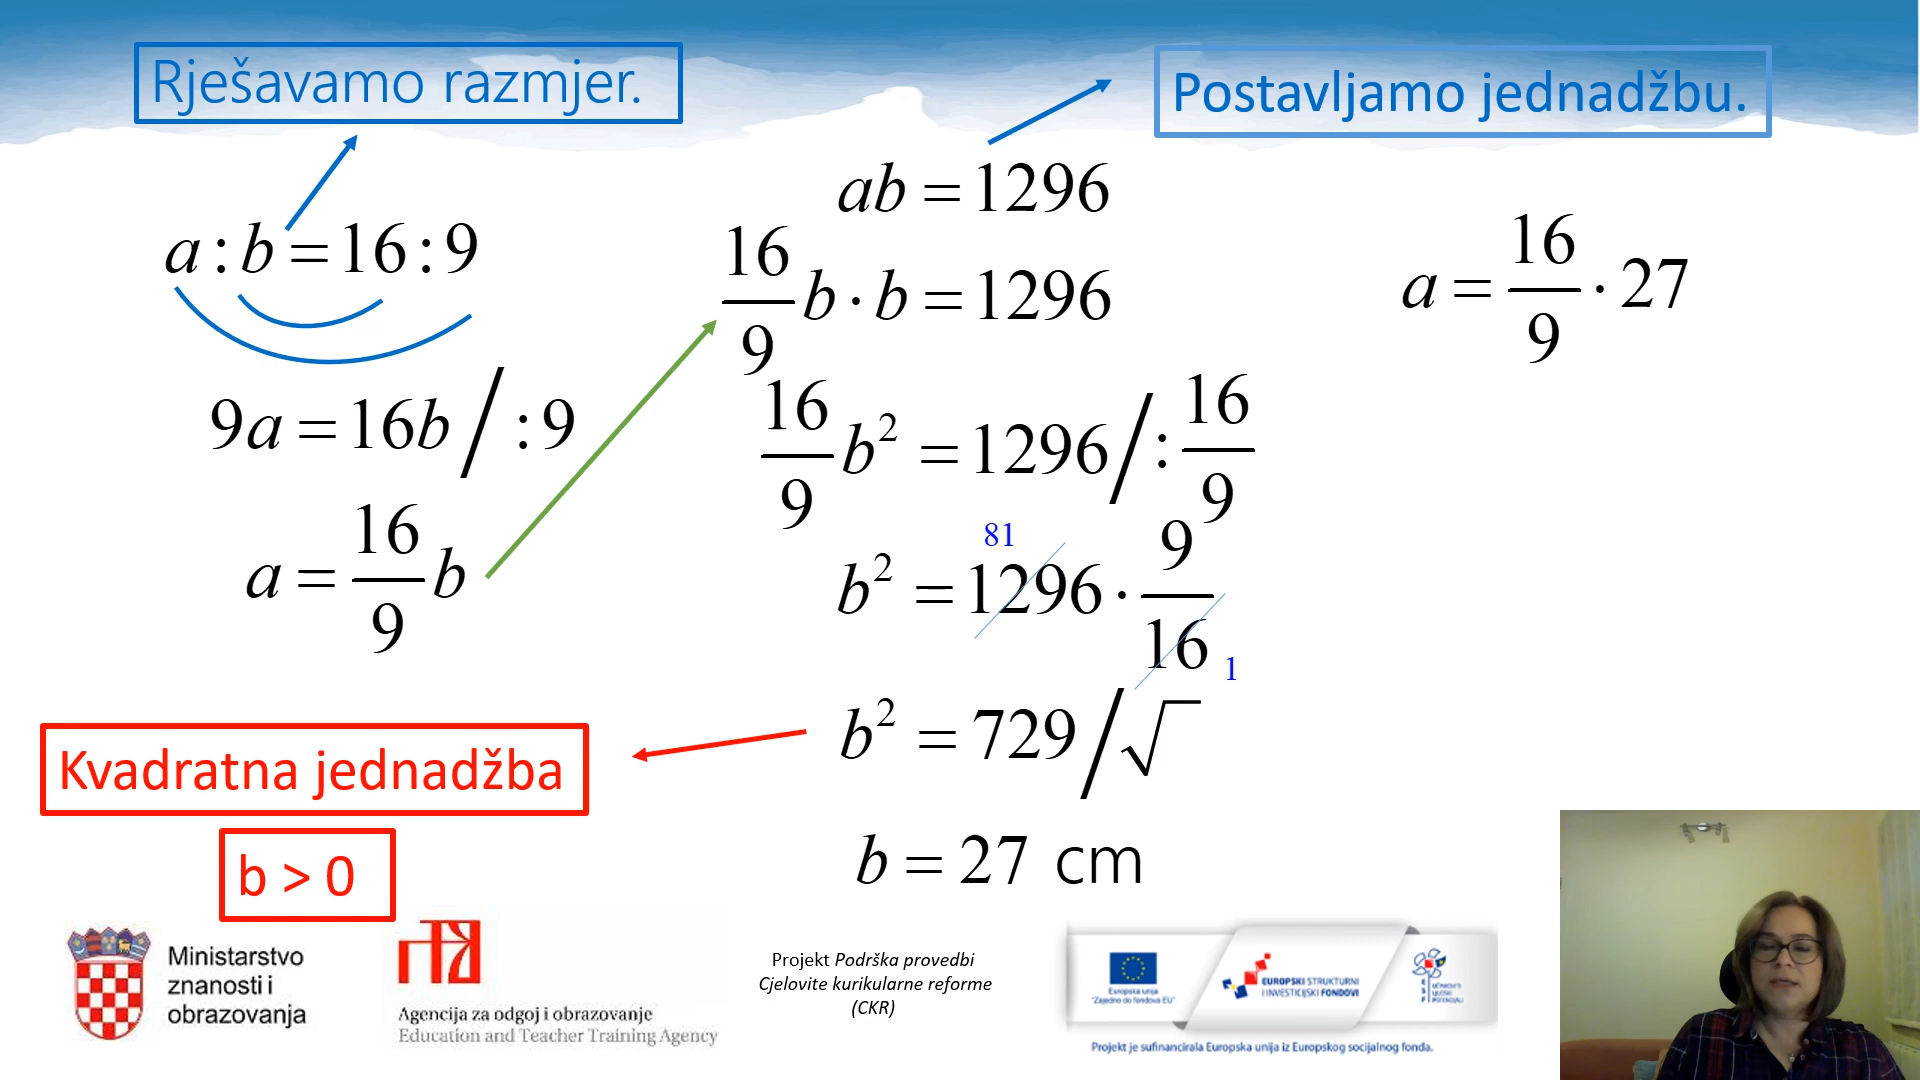 Rješavamo razmjer.
a : b = 16 : 9
9a = 16b / : 9
a = 16/9 b
Kvadratna jednadžba
b > 0
Postavljamo jednadžbu.
ab = 1296
16/9 b · b = 1296
16/9 b² = 1296 / : 16/9
81
b² = 1296 · 9/16
1
b² = 729 / √
b = 27 cm
a = 16/9 · 27
Ministarstvo
znanosti i
obrazovanja
Agencija za odgoj i obrazovanje
Education and Teacher Training Agency
Projekt Podrška provedbi
Cjelovite kurikularne reforme
(CKR)
Europska unija
"Zajedno do fondova EU"
EUROPSKI STRUKTURNI
I INVESTICIJSKI FONDOVI
Projekt je sufinancirala Europska unija iz Europskog socijalnog fonda.